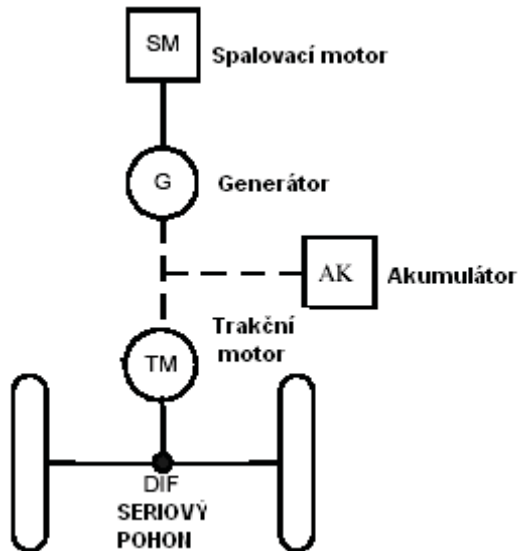 SM
Spalovací motor
G
Generátor
AK
Akumulátor
Trakční
motor
TM
DIF
SERIOVÝ
POHON